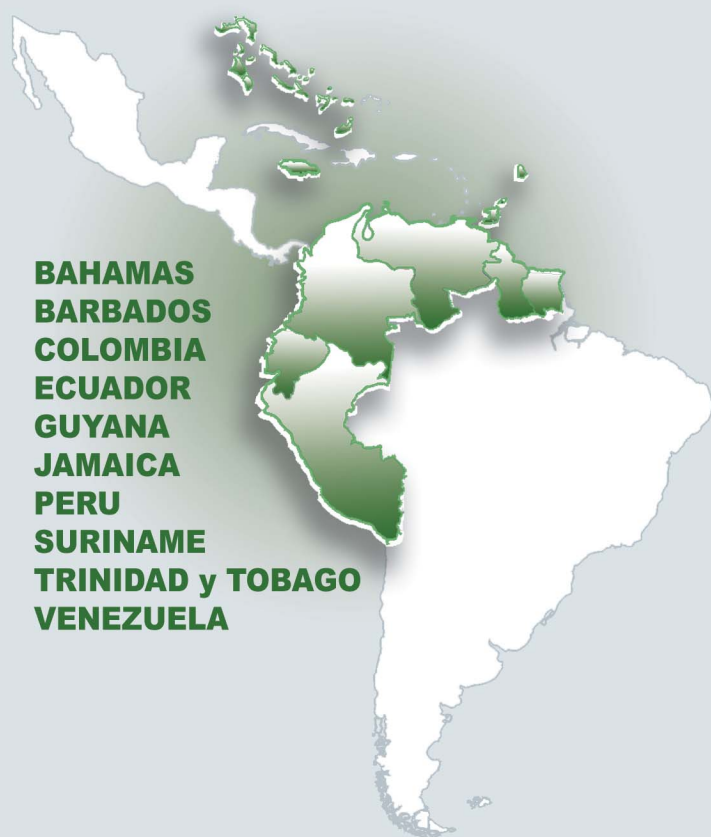 BAHAMAS
BARBADOS
COLOMBIA
ECUADOR
GUYANA
JAMAICA
PERU
SURINAME
TRINIDAD y TOBAGO
VENEZUELA